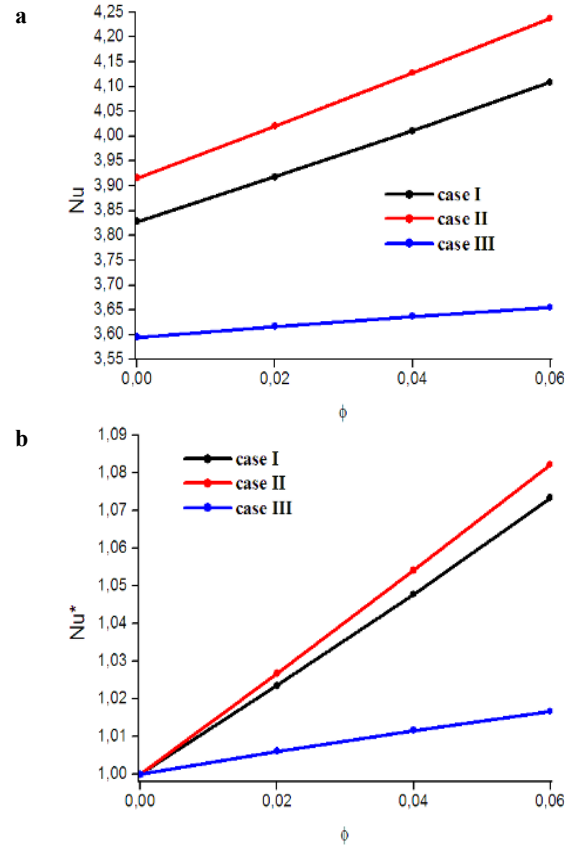 a
4,25
4,20
4,15
4,10
4,05
4,00
3,95
3,90
3,85
3,80
3,75
3,70
3,65
3,60
3,55
Nu
case I
case II
case III
0,00 0,02 0,04 0,06
ϕ
b
1,09
1,08
1,07
1,06
1,05
1,04
1,03
1,02
1,01
1,00
Nu*
case I
case II
case III
0,00 0,02 0,04 0,06
ϕ